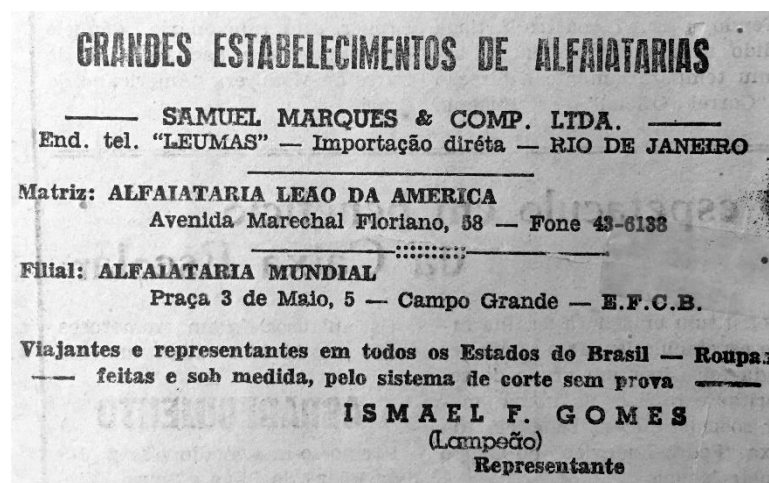 GRANDES ESTABELECIMENTOS DE ALFAIATARIAS
SAMUEL MARQUES & COMP. LTDA.
End. tel. "LEUMAS" — Importação diréta — RIO DE JANEIRO
Matriz: ALFAIATARIA LEAO DA AMERICA
Avenida Marechal Floriano, 58 — Fone 43-6138
Filial: ALFAIATARIA MUNDIAL
Praça 3 de Maio, 5 — Campo Grande — E.F.C.B.
Viajantes e representantes em todos os Estados do Brasil — Roupas
— feitas e sob medida, pelo sistema de corte sem prova —
ISMAEL F. GOMES
(Lampeão)
Representante